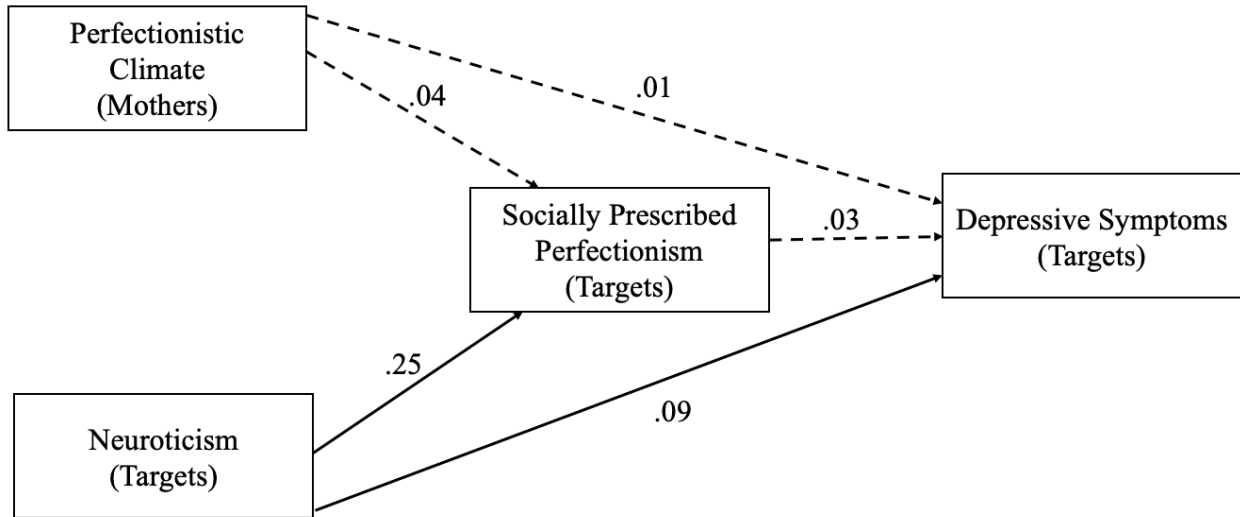 Perfectionistic
Climate
(Mothers)
.04
.01
Socially Prescribed
Perfectionism
(Targets)
.03
Depressive Symptoms
(Targets)
.25
.09
Neuroticism
(Targets)